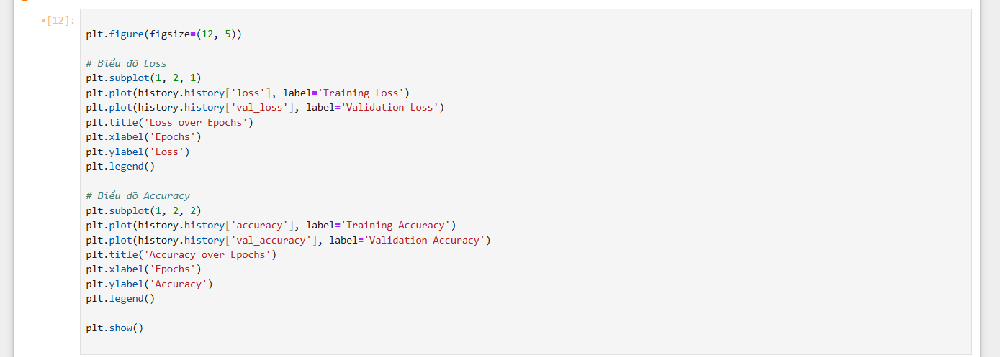 •[12]:
plt.figure(figsize=(12, 5))
# Biểu đồ Loss
plt.subplot(1, 2, 1)
plt.plot(history.history['loss'], label='Training Loss')
plt.plot(history.history['val_loss'], label='Validation Loss')
plt.title('Loss over Epochs')
plt.xlabel('Epochs')
plt.ylabel('Loss')
plt.legend()
# Biểu đồ Accuracy
plt.subplot(1, 2, 2)
plt.plot(history.history['accuracy'], label='Training Accuracy')
plt.plot(history.history['val_accuracy'], label='Validation Accuracy')
plt.title('Accuracy over Epochs')
plt.xlabel('Epochs')
plt.ylabel('Accuracy')
plt.legend()
plt.show()